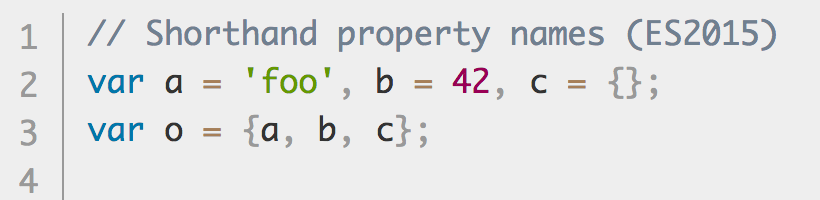 1 // Shorthand property names (ES2015)
2 var a = 'foo', b = 42, c = {};
3 var o = {a, b, c};
4